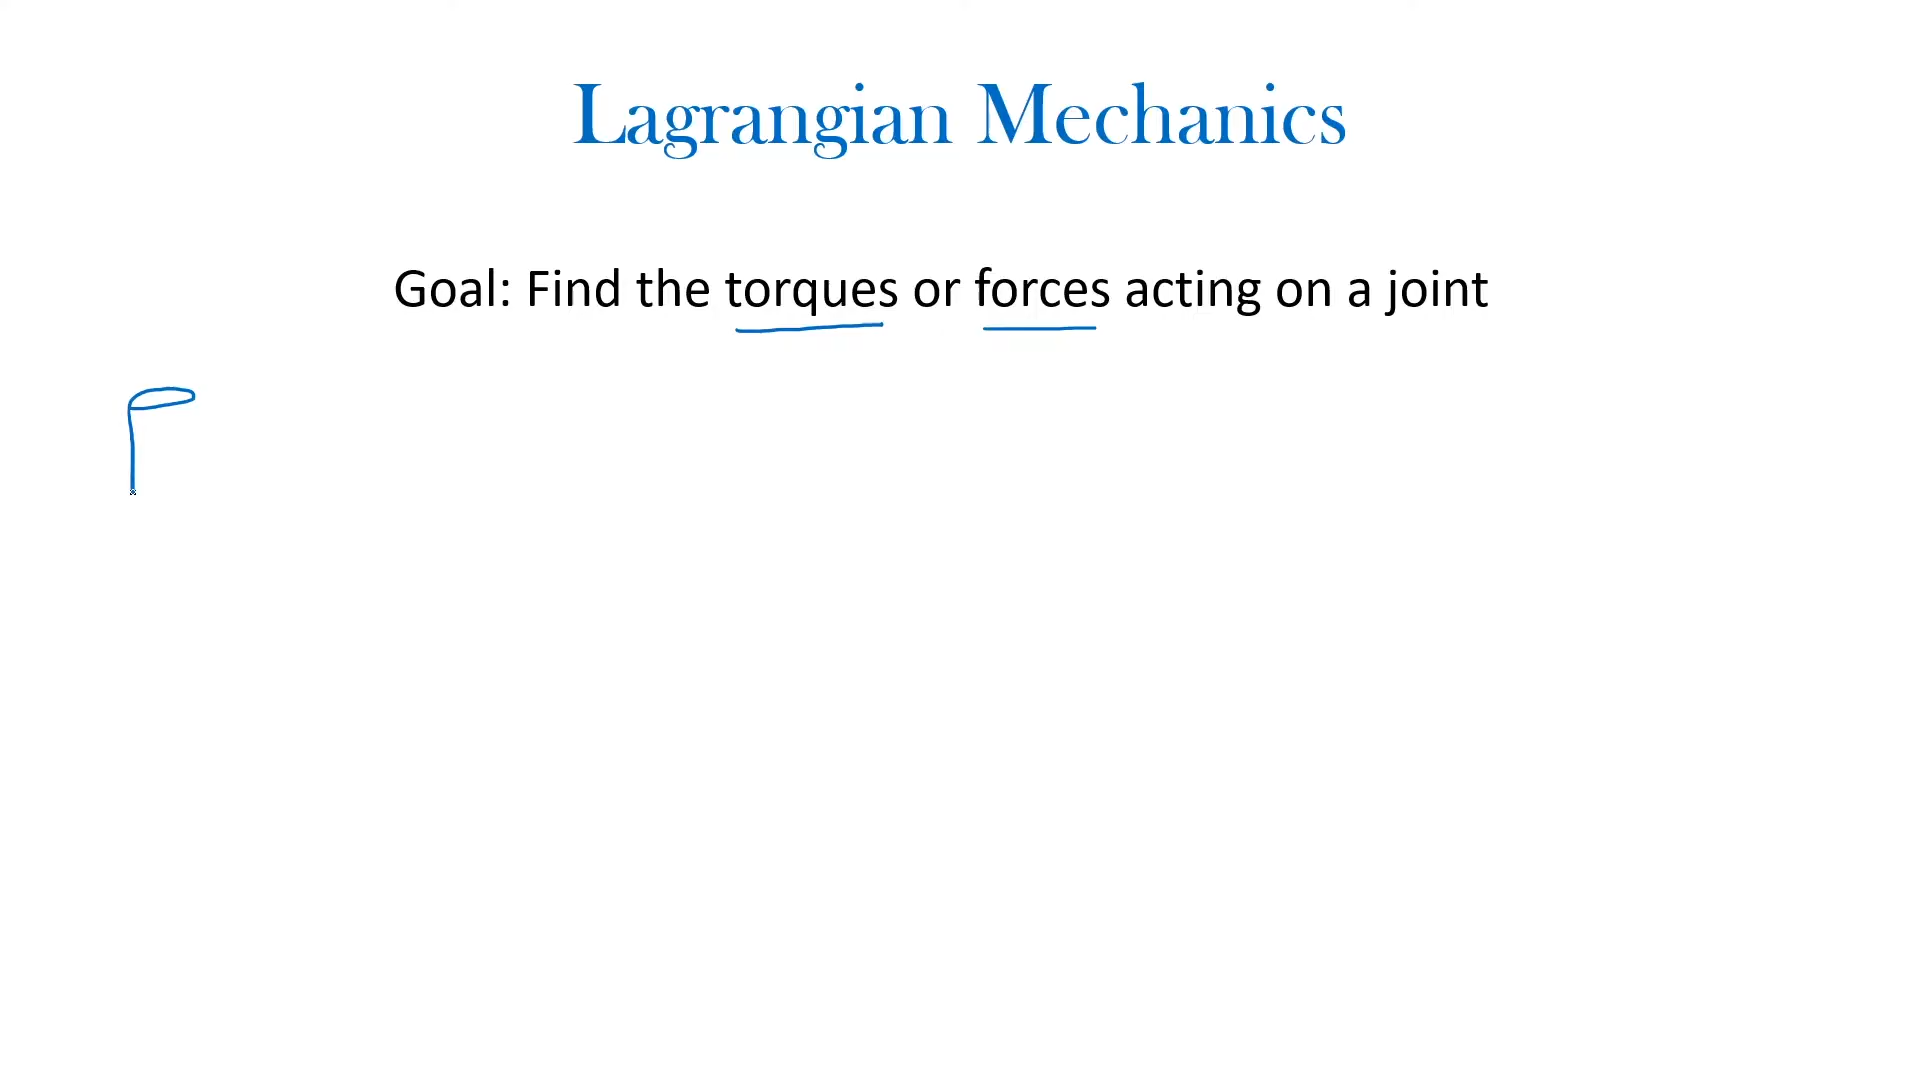 Lagrangian Mechanics
Goal: Find the torques or forces acting on a joint